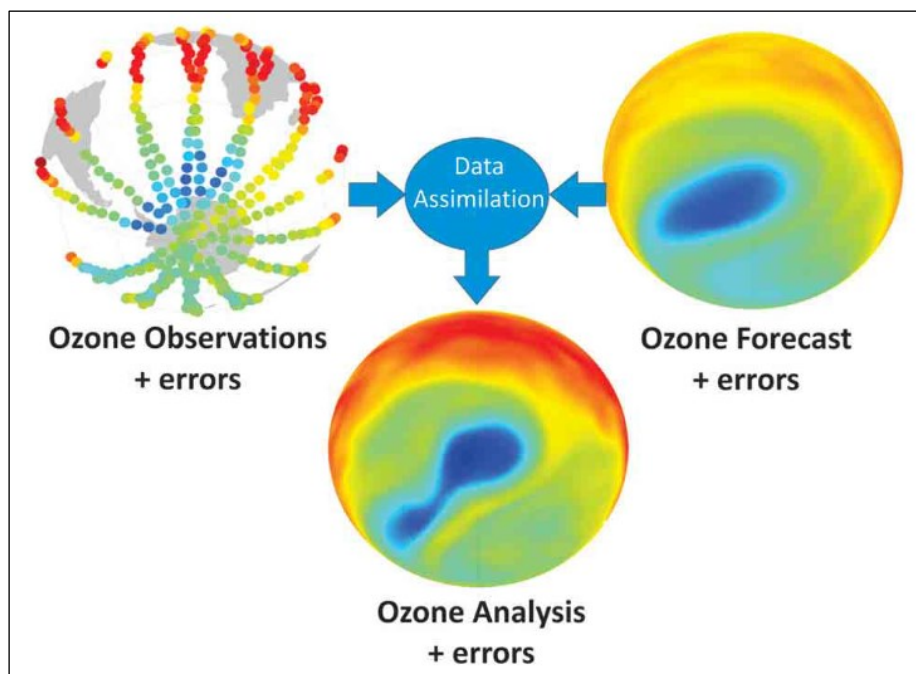 Data
Assimilation
Ozone Observations
+ errors
Ozone Forecast
+ errors
Ozone Analysis
+ errors